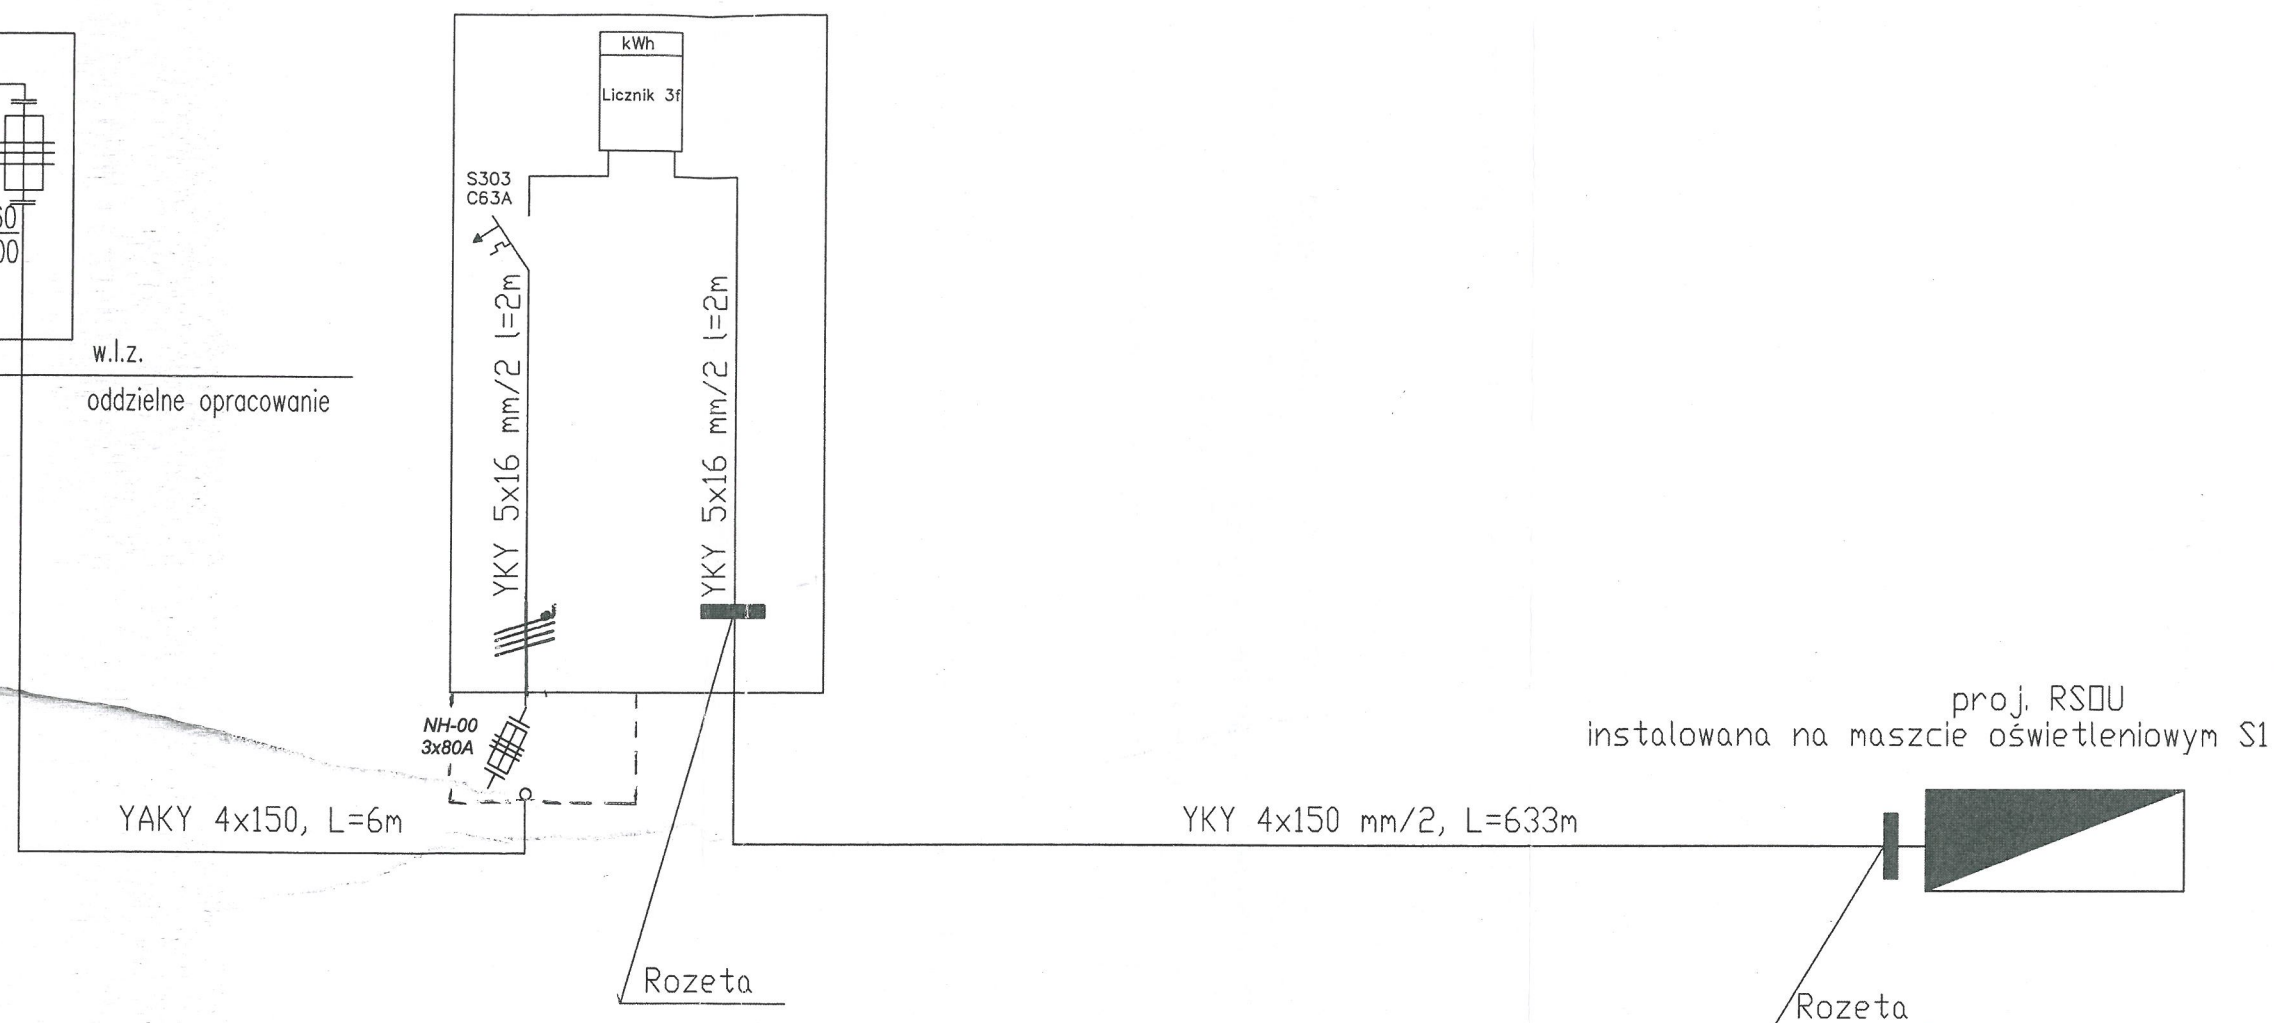 kWh
Licznik 3f
S303
C63A
YKY 5x16 mm/2 l=2m
YKY 5x16 mm/2 l=2m
w.l.z.
oddzielne opracowanie
NH-00
3x80A
YAKY 4x150, L=6m
YKY 4x150 mm/2, L=633m
proj. RSOU
instalowana na maszcie oświetleniowym S1
Rozeta
Rozeta